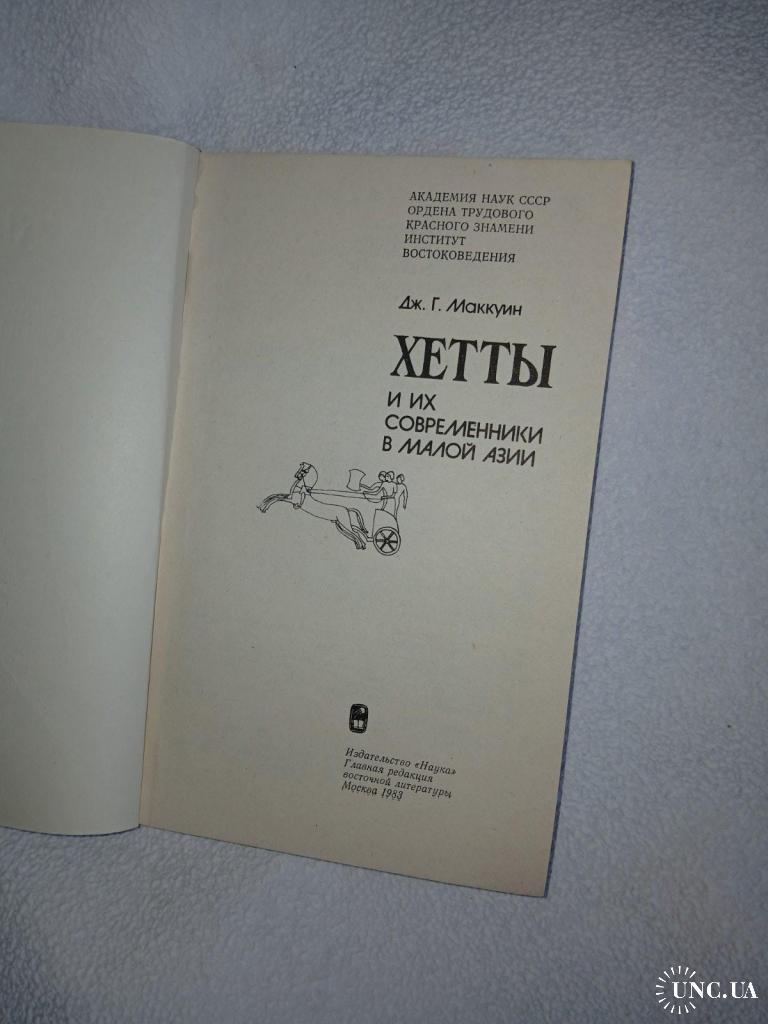 АКАДЕМИЯ НАУК СССР
ОРДЕНА ТРУДОВОГО
КРАСНОГО ЗНАМЕНИ
ИНСТИТУТ
ВОСТОКОВЕДЕНИЯ
Дж. Г. Маккуин
ХЕТТЫ
И ИХ
СОВРЕМЕННИКИ
В МАЛОЙ АЗИИ
Издательство «Наука»
Главная редакция
восточной литературы
Москва 1983
UNC.UA